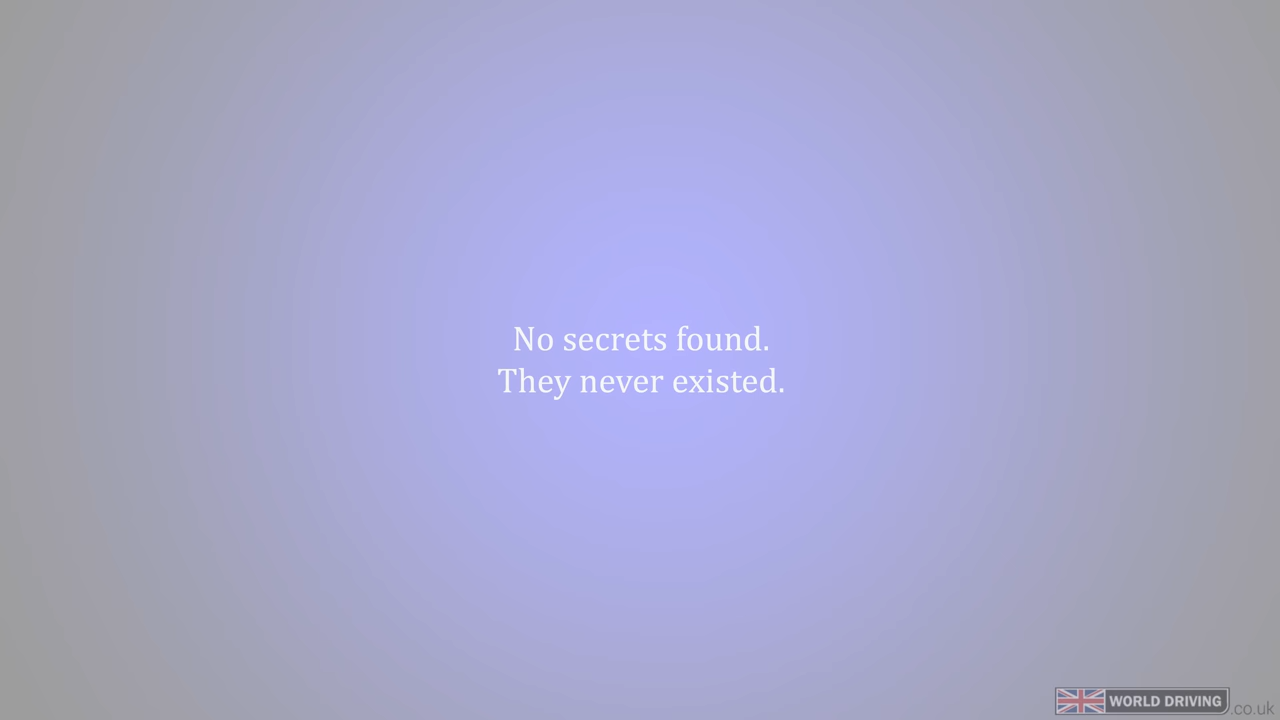 No secrets found.
They never existed.
WORLD DRIVING
.co.uk